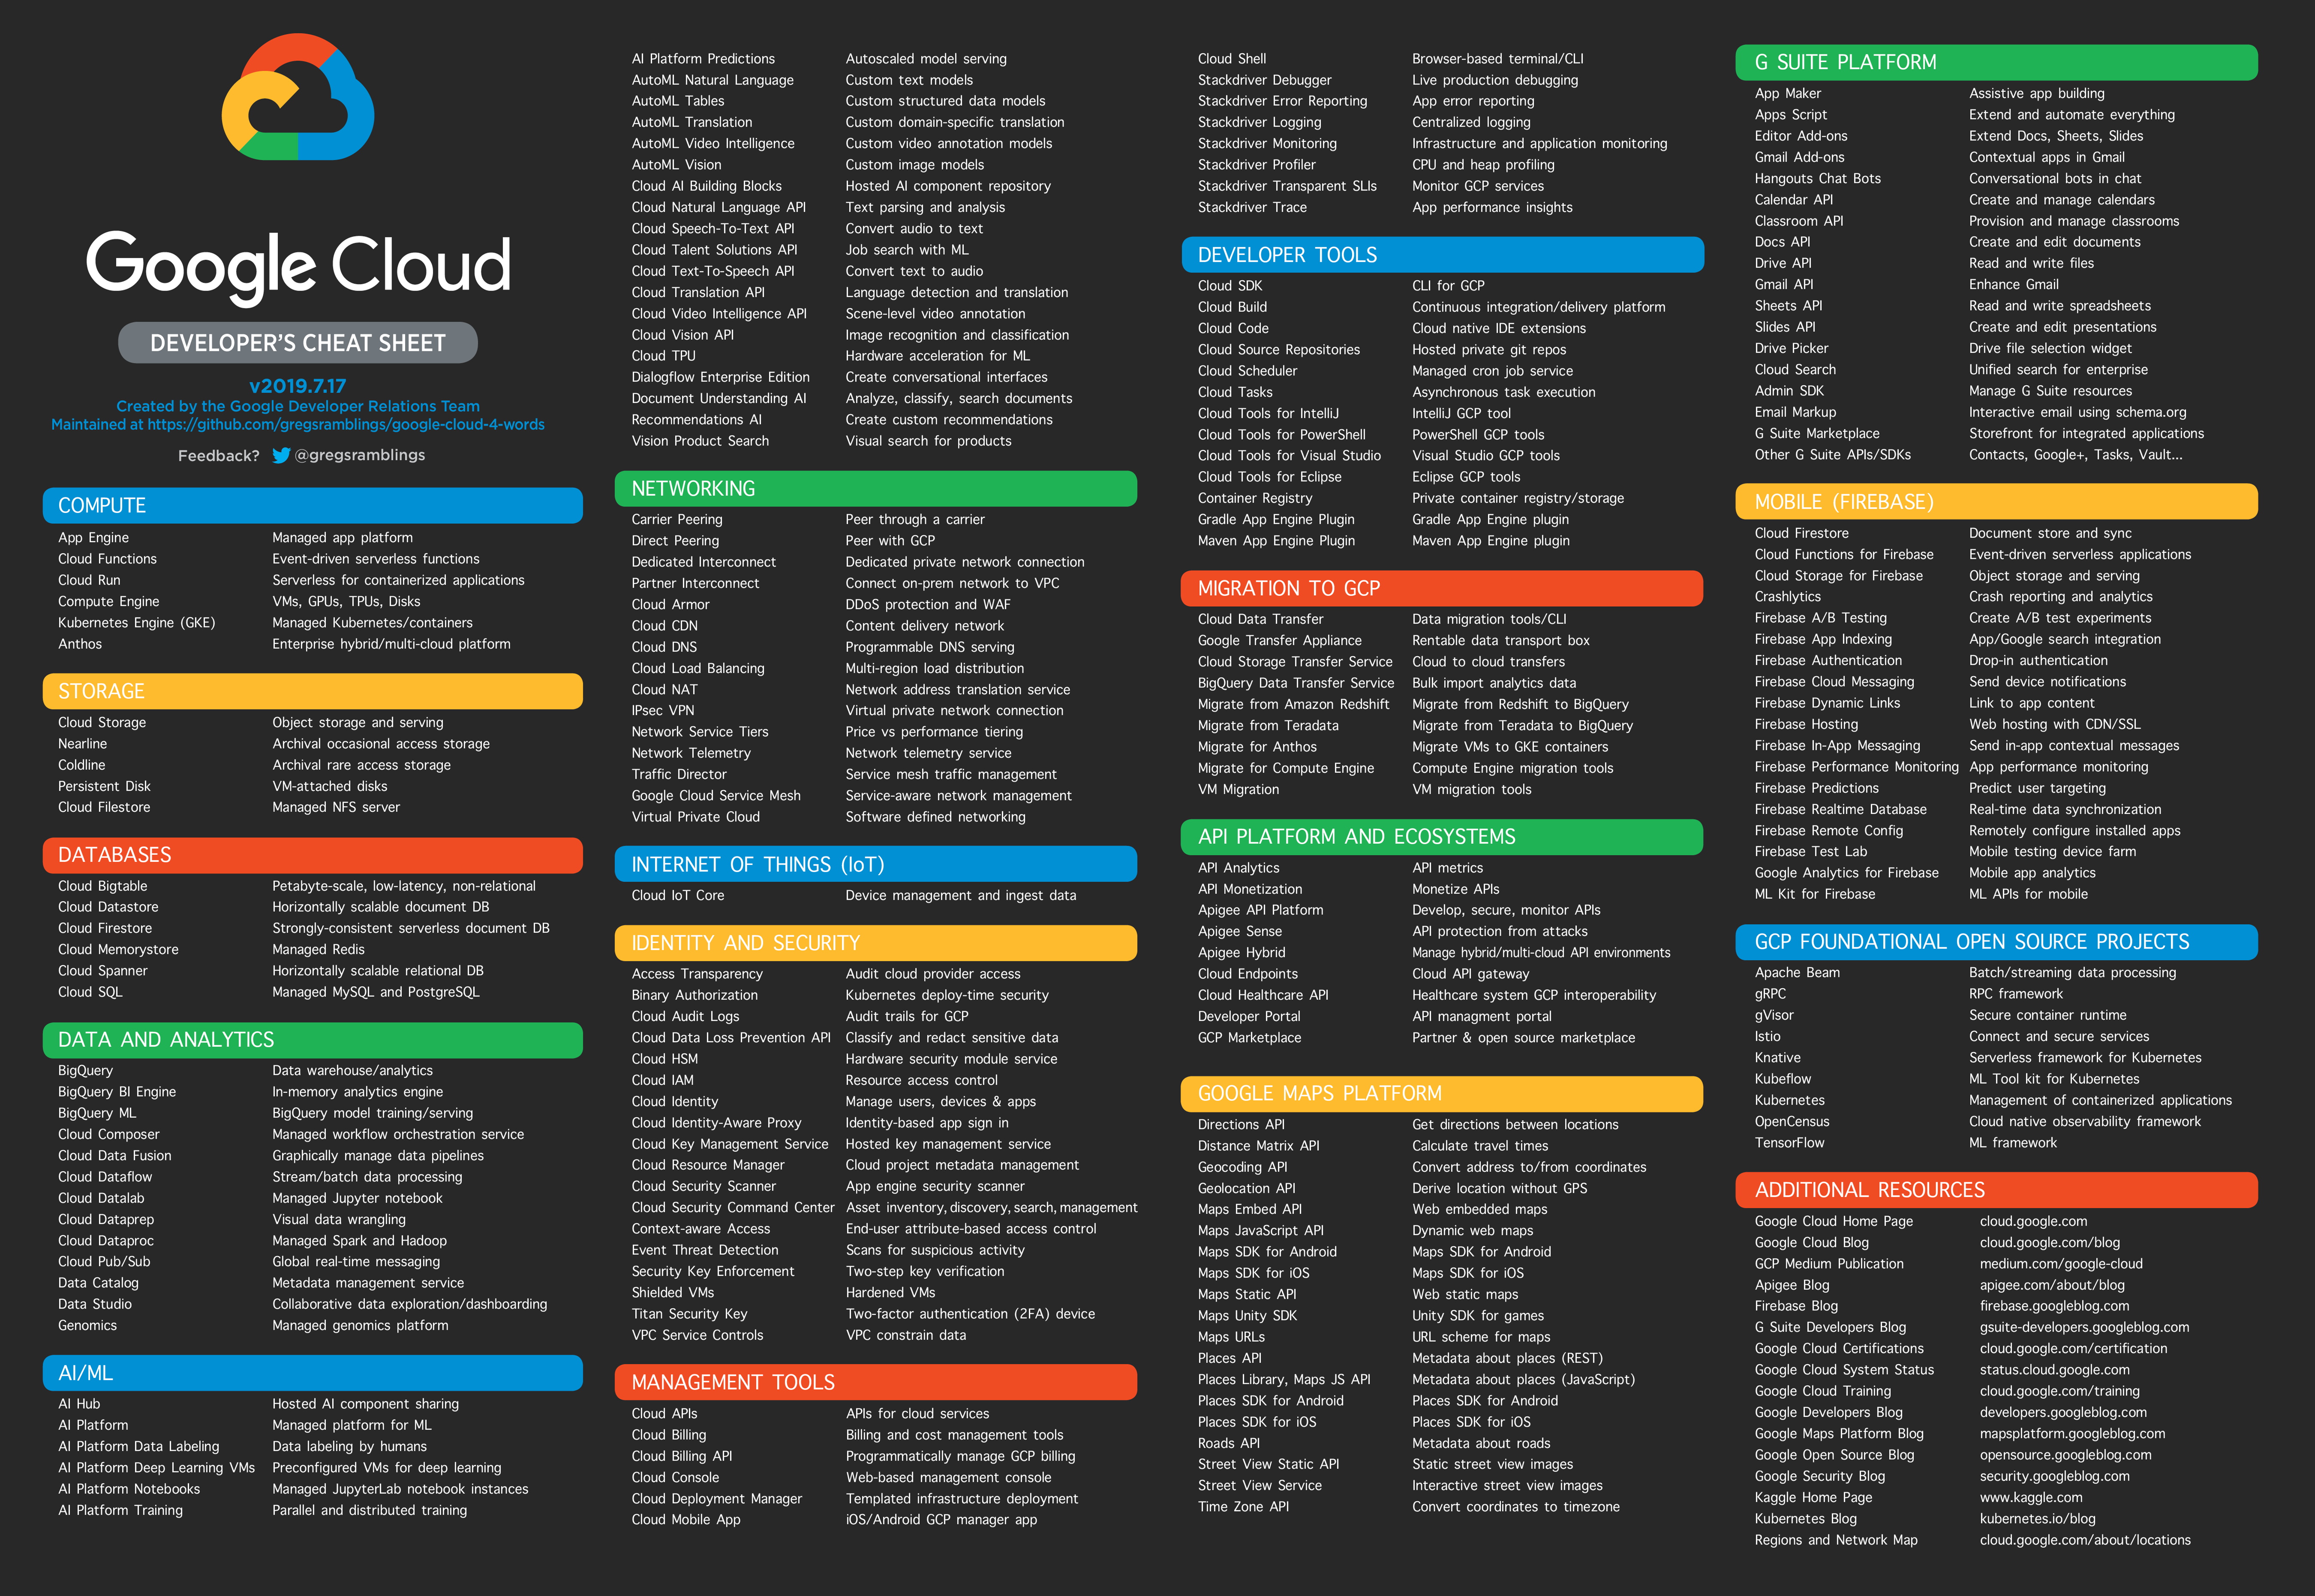 Google Cloud
DEVELOPER'S CHEAT SHEET
v2019.7.17
Created by the Google Developer Relations Team
Maintained at https://github.com/gregsramblings/google-cloud-4-words
Feedback? @gregsramblings
COMPUTE
App Engine Managed app platform
Cloud Functions Event-driven serverless functions
Cloud Run Serverless for containerized applications
Compute Engine VMs, GPUs, TPUs, Disks
Kubernetes Engine (GKE) Managed Kubernetes/containers
Anthos Enterprise hybrid/multi-cloud platform
STORAGE
Cloud Storage Object storage and serving
Nearline Archival occasional access storage
Coldline Archival rare access storage
Persistent Disk VM-attached disks
Cloud Filestore Managed NFS server
DATABASES
Cloud Bigtable Petabyte-scale, low-latency, non-relational
Cloud Datastore Horizontally scalable document DB
Cloud Firestore Strongly-consistent serverless document DB
Cloud Memorystore Managed Redis
Cloud Spanner Horizontally scalable relational DB
Cloud SQL Managed MySQL and PostgreSQL
DATA AND ANALYTICS
BigQuery Data warehouse/analytics
BigQuery BI Engine In-memory analytics engine
BigQuery ML BigQuery model training/serving
Cloud Composer Managed workflow orchestration service
Cloud Data Fusion Graphically manage data pipelines
Cloud Dataflow Stream/batch data processing
Cloud Datalab Managed Jupyter notebook
Cloud Dataprep Visual data wrangling
Cloud Dataproc Managed Spark and Hadoop
Cloud Pub/Sub Global real-time messaging
Data Catalog Metadata management service
Data Studio Collaborative data exploration/dashboarding
Genomics Managed genomics platform
AI/ML
AI Hub Hosted AI component sharing
AI Platform Managed platform for ML
AI Platform Data Labeling Data labeling by humans
AI Platform Deep Learning VMs Preconfigured VMs for deep learning
AI Platform Notebooks Managed JupyterLab notebook instances
AI Platform Training Parallel and distributed training
AI Platform Predictions Autoscaled model serving
AutoML Natural Language Custom text models
AutoML Tables Custom structured data models
AutoML Translation Custom domain-specific translation
AutoML Video Intelligence Custom video annotation models
AutoML Vision Custom image models
Cloud AI Building Blocks Hosted AI component repository
Cloud Natural Language API Text parsing and analysis
Cloud Speech-To-Text API Convert audio to text
Cloud Talent Solutions API Job search with ML
Cloud Text-To-Speech API Convert text to audio
Cloud Translation API Language detection and translation
Cloud Video Intelligence API Scene-level video annotation
Cloud Vision API Image recognition and classification
Cloud TPU Hardware acceleration for ML
Dialogflow Enterprise Edition Create conversational interfaces
Document Understanding AI Analyze, classify, search documents
Recommendations AI Create custom recommendations
Vision Product Search Visual search for products
NETWORKING
Carrier Peering Peer through a carrier
Direct Peering Peer with GCP
Dedicated Interconnect Dedicated private network connection
Partner Interconnect Connect on-prem network to VPC
Cloud Armor DDoS protection and WAF
Cloud CDN Content delivery network
Cloud DNS Programmable DNS serving
Cloud Load Balancing Multi-region load distribution
Cloud NAT Network address translation service
IPsec VPN Virtual private network connection
Network Service Tiers Price vs performance tiering
Network Telemetry Network telemetry service
Traffic Director Service mesh traffic management
Google Cloud Service Mesh Service-aware network management
Virtual Private Cloud Software defined networking
INTERNET OF THINGS (IoT)
Cloud IoT Core Device management and ingest data
IDENTITY AND SECURITY
Access Transparency Audit cloud provider access
Binary Authorization Kubernetes deploy-time security
Cloud Audit Logs Audit trails for GCP
Cloud Data Loss Prevention API Classify and redact sensitive data
Cloud HSM Hardware security module service
Cloud IAM Resource access control
Cloud Identity Manage users, devices & apps
Cloud Identity-Aware Proxy Identity-based app sign in
Cloud Key Management Service Hosted key management service
Cloud Resource Manager Cloud project metadata management
Cloud Security Scanner App engine security scanner
Cloud Security Command Center Asset inventory, discovery, search, management
Context-aware Access End-user attribute-based access control
Event Threat Detection Scans for suspicious activity
Security Key Enforcement Two-step key verification
Shielded VMs Hardened VMs
Titan Security Key Two-factor authentication (2FA) device
VPC Service Controls VPC constrain data
MANAGEMENT TOOLS
Cloud APIs APIs for cloud services
Cloud Billing Billing and cost management tools
Cloud Billing API Programmatically manage GCP billing
Cloud Console Web-based management console
Cloud Deployment Manager Templated infrastructure deployment
Cloud Mobile App iOS/Android GCP manager app
Cloud Shell Browser-based terminal/CLI
Stackdriver Debugger Live production debugging
Stackdriver Error Reporting App error reporting
Stackdriver Logging Centralized logging
Stackdriver Monitoring Infrastructure and application monitoring
Stackdriver Profiler CPU and heap profiling
Stackdriver Transparent SLIs Monitor GCP services
Stackdriver Trace App performance insights
DEVELOPER TOOLS
Cloud SDK CLI for GCP
Cloud Build Continuous integration/delivery platform
Cloud Code Cloud native IDE extensions
Cloud Source Repositories Hosted private git repos
Cloud Scheduler Managed cron job service
Cloud Tasks Asynchronous task execution
Cloud Tools for IntelliJ IntelliJ GCP tool
Cloud Tools for PowerShell PowerShell GCP tools
Cloud Tools for Visual Studio Visual Studio GCP tools
Cloud Tools for Eclipse Eclipse GCP tools
Container Registry Private container registry/storage
Gradle App Engine Plugin Gradle App Engine plugin
Maven App Engine Plugin Maven App Engine plugin
MIGRATION TO GCP
Cloud Data Transfer Data migration tools/CLI
Google Transfer Appliance Rentable data transport box
Cloud Storage Transfer Service Cloud to cloud transfers
BigQuery Data Transfer Service Bulk import analytics data
Migrate from Amazon Redshift Migrate from Redshift to BigQuery
Migrate from Teradata Migrate from Teradata to BigQuery
Migrate for Anthos Migrate VMs to GKE containers
Migrate for Compute Engine Compute Engine migration tools
VM Migration VM migration tools
API PLATFORM AND ECOSYSTEMS
API Analytics API metrics
API Monetization Monetize APIs
Apigee API Platform Develop, secure, monitor APIs
Apigee Sense API protection from attacks
Apigee Hybrid Manage hybrid/multi-cloud API environments
Cloud Endpoints Cloud API gateway
Cloud Healthcare API Healthcare system GCP interoperability
Developer Portal API managment portal
GCP Marketplace Partner & open source marketplace
GOOGLE MAPS PLATFORM
Directions API Get directions between locations
Distance Matrix API Calculate travel times
Geocoding API Convert address to/from coordinates
Geolocation API Derive location without GPS
Maps Embed API Web embedded maps
Maps JavaScript API Dynamic web maps
Maps SDK for Android Maps SDK for Android
Maps SDK for iOS Maps SDK for iOS
Maps Static API Web static maps
Maps Unity SDK Unity SDK for games
Maps URLs URL scheme for maps
Places API Metadata about places (REST)
Places Library, Maps JS API Metadata about places (JavaScript)
Places SDK for Android Places SDK for Android
Places SDK for iOS Places SDK for iOS
Roads API Metadata about roads
Street View Static API Static street view images
Street View Service Interactive street view images
Time Zone API Convert coordinates to timezone
G SUITE PLATFORM
App Maker Assistive app building
Apps Script Extend and automate everything
Editor Add-ons Extend Docs, Sheets, Slides
Gmail Add-ons Contextual apps in Gmail
Hangouts Chat Bots Conversational bots in chat
Calendar API Create and manage calendars
Classroom API Provision and manage classrooms
Docs API Create and edit documents
Drive API Read and write files
Gmail API Enhance Gmail
Sheets API Read and write spreadsheets
Slides API Create and edit presentations
Drive Picker Drive file selection widget
Cloud Search Unified search for enterprise
Admin SDK Manage G Suite resources
Email Markup Interactive email using schema.org
G Suite Marketplace Storefront for integrated applications
Other G Suite APIs/SDKs Contacts, Google+, Tasks, Vault...
MOBILE (FIREBASE)
Cloud Firestore Document store and sync
Cloud Functions for Firebase Event-driven serverless applications
Cloud Storage for Firebase Object storage and serving
Crashlytics Crash reporting and analytics
Firebase A/B Testing Create A/B test experiments
Firebase App Indexing App/Google search integration
Firebase Authentication Drop-in authentication
Firebase Cloud Messaging Send device notifications
Firebase Dynamic Links Link to app content
Firebase Hosting Web hosting with CDN/SSL
Firebase In-App Messaging Send in-app contextual messages
Firebase Performance Monitoring App performance monitoring
Firebase Predictions Predict user targeting
Firebase Realtime Database Real-time data synchronization
Firebase Remote Config Remotely configure installed apps
Firebase Test Lab Mobile testing device farm
Google Analytics for Firebase Mobile app analytics
ML Kit for Firebase ML APIs for mobile
GCP FOUNDATIONAL OPEN SOURCE PROJECTS
Apache Beam Batch/streaming data processing
gRPC RPC framework
gVisor Secure container runtime
Istio Connect and secure services
Knative Serverless framework for Kubernetes
Kubeflow ML Tool kit for Kubernetes
Kubernetes Management of containerized applications
OpenCensus Cloud native observability framework
TensorFlow ML framework
ADDITIONAL RESOURCES
Google Cloud Home Page cloud.google.com
Google Cloud Blog cloud.google.com/blog
GCP Medium Publication medium.com/google-cloud
Apigee Blog apigee.com/about/blog
Firebase Blog firebase.googleblog.com
G Suite Developers Blog gsuite-developers.googleblog.com
Google Cloud Certifications cloud.google.com/certification
Google Cloud System Status status.cloud.google.com
Google Cloud Training cloud.google.com/training
Google Developers Blog developers.googleblog.com
Google Maps Platform Blog mapsplatform.googleblog.com
Google Open Source Blog opensource.googleblog.com
Google Security Blog security.googleblog.com
Kaggle Home Page www.kaggle.com
Kubernetes Blog kubernetes.io/blog
Regions and Network Map cloud.google.com/about/locations